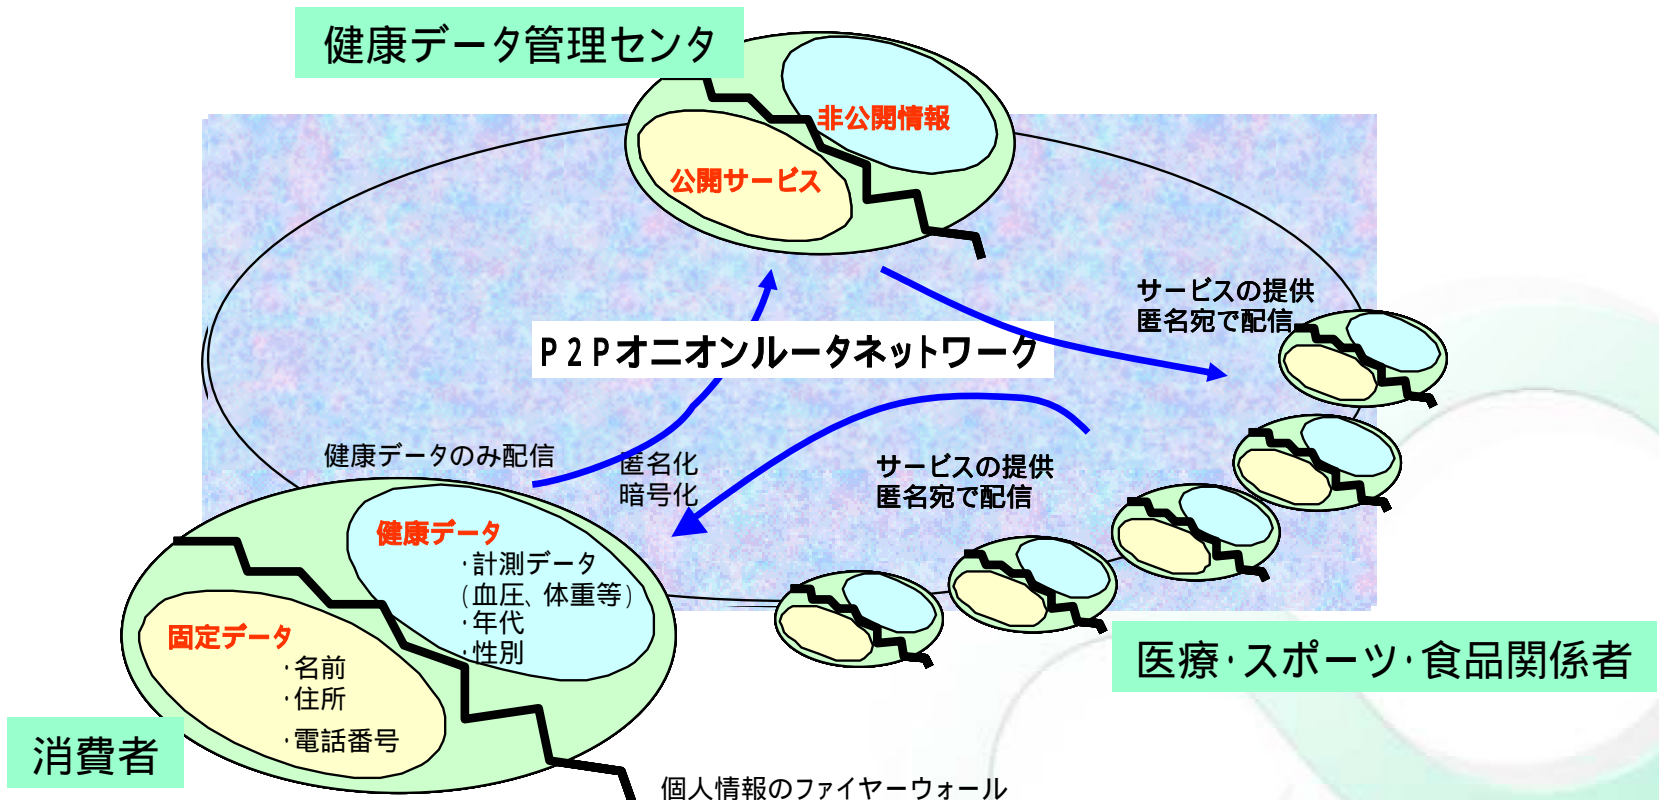 健康データ管理センタ
非公開情報
公開サービス
サービスの提供
匿名宛で配信
P2Pオニオンルータネットワーク
健康データのみ配信
匿名化
暗号化
サービスの提供
匿名宛で配信
健康データ
・計測データ
(血圧、体重等)
・年代
・性別
固定データ
・名前
・住所
・電話番号
医療・スポーツ・食品関係者
消費者
個人情報のファイヤーウォール